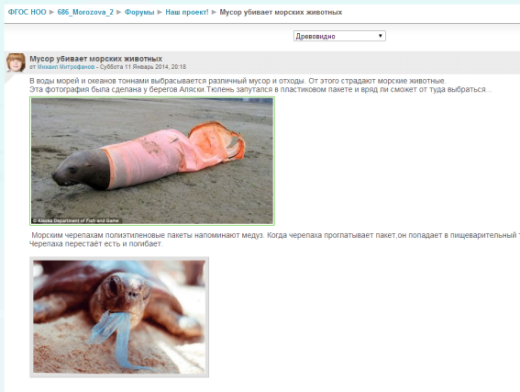 ФГОС НОО ► 686_Morozova_2 ► Форумы ► Наш проект! ► Мусор убивает морских животных
Древовидно
Мусор убивает морских животных
от Михаил Митрофанов - Суббота 11 Январь 2014, 20:18
В воды морей и океанов тоннами выбрасывается различный мусор и отходы. От этого страдают морские животные.
Эта фотография была сделана у берегов Аляски.Тюлень запутался в пластиковом пакете и вряд ли сможет от туда выбраться...
© Alaska Department of Fish and Game
Морским черепахам полиэтиленовые пакеты напоминают медуз. Когда черепаха проглатывает пакет,он попадает в пищеварительный
Черепаха перестаёт есть и погибает.